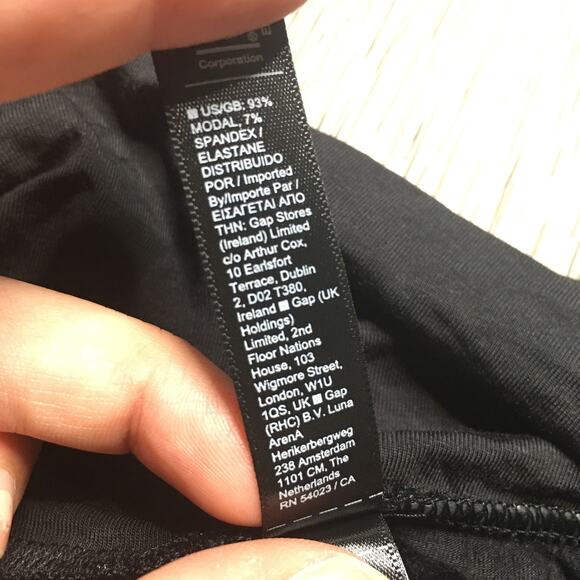 Corporation
US/GB: 93%
MODAL, 7%
SPANDEX /
ELASTANE
DISTRIBUIDO
POR / Imported
By/Importe Par /
ΕΙΣΑΓΕΤΑΙ ΑΠΟ
ΤΗΝ: Gap Stores
(Ireland) Limited
c/o Arthur Cox,
10 Earlsfort
Terrace, Dublin
2, D02 T380,
Ireland ■ Gap (UK
Holdings)
Limited, 2nd
Floor Nations
House, 103
Wigmore Street,
London, W1U
1QS, UK ■ Gap
(RHC) B.V. Luna
ArenA
Herikerbergweg
238 Amsterdam
1101 CM, The
Netherlands
RN 54023 / CA